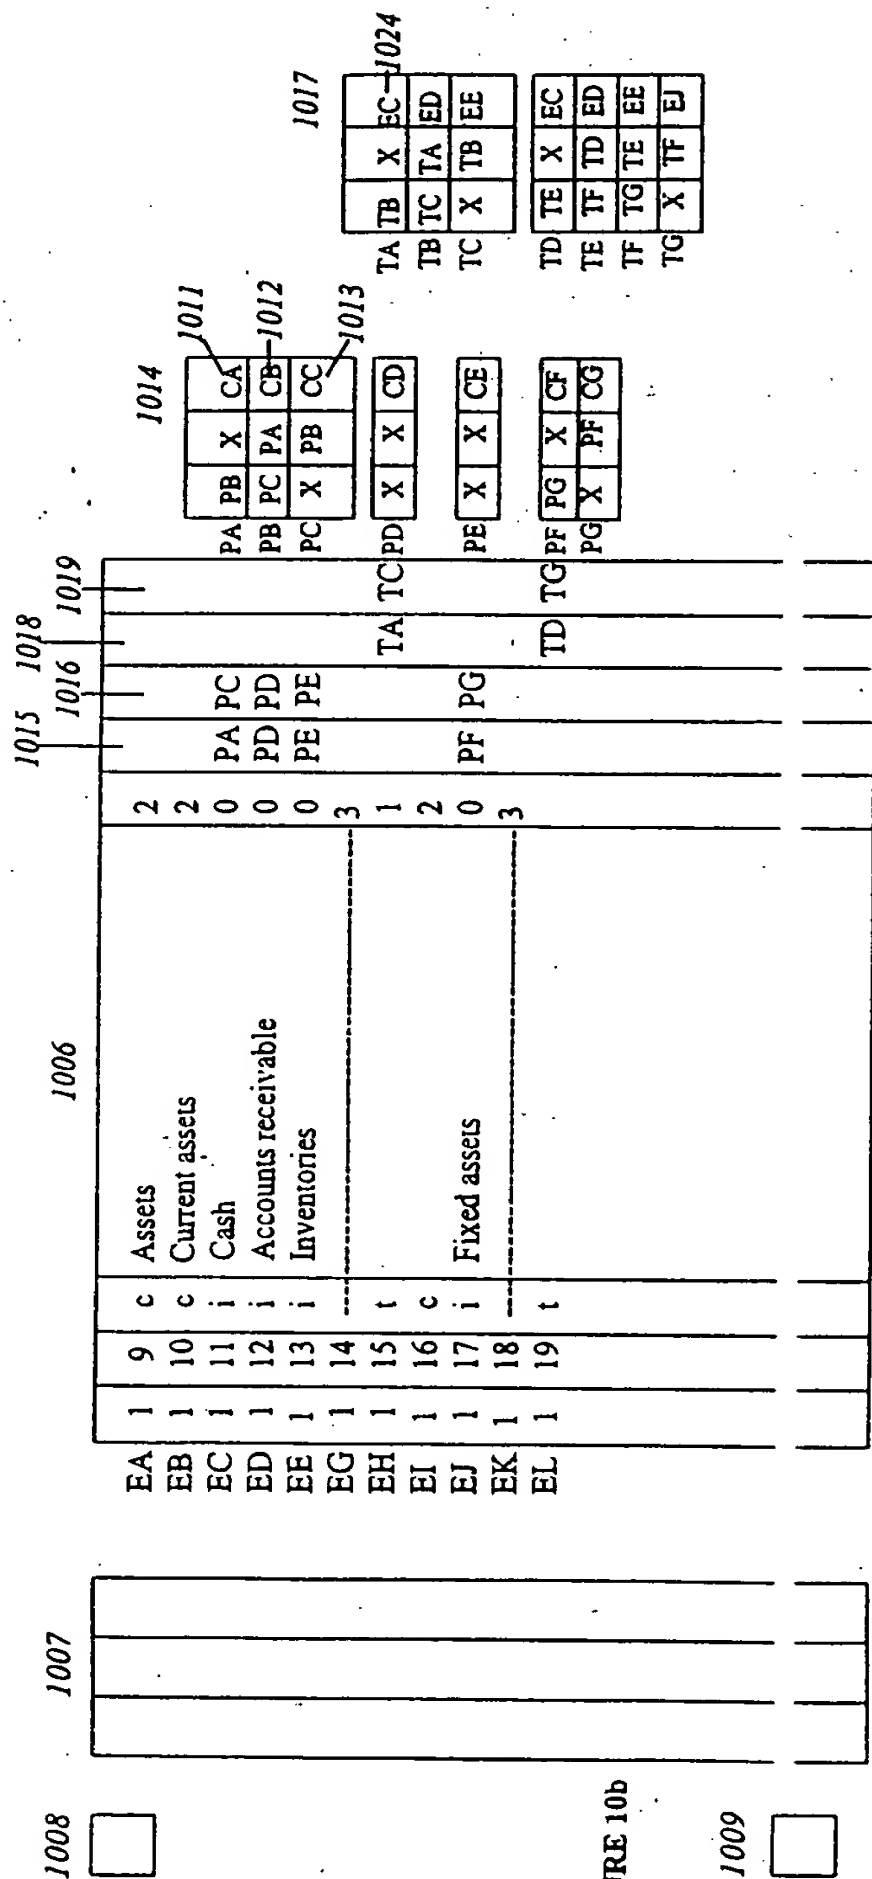 1015 1018
1008 1007 1006 1016 1019
EA 1 9 c Assets 2 1014
EB 1 10 c Current assets 2 1011
EC 1 11 i Cash 0 PA PC PA PB X CA
ED 1 12 i Accounts receivable 0 PD PD PB PC PA CB 1012
EE 1 13 i Inventories 0 PE PE PC X PB CC 1017
EG 1 14 3 1013
EH 1 15 t 1 TA TC PD X X CD TA TB X EC 1024
EI 1 16 c 2 TB TC TA ED
EJ 1 17 i Fixed assets 0 PF PG PE X X CE TC X TB EE
EK 1 18 3
EL 1 19 t TD TG PF PG X CF TD TE X EC
PG X PF CG TE TF TD ED
RE 10b TF TG TE EE
TG X TF EJ
1009